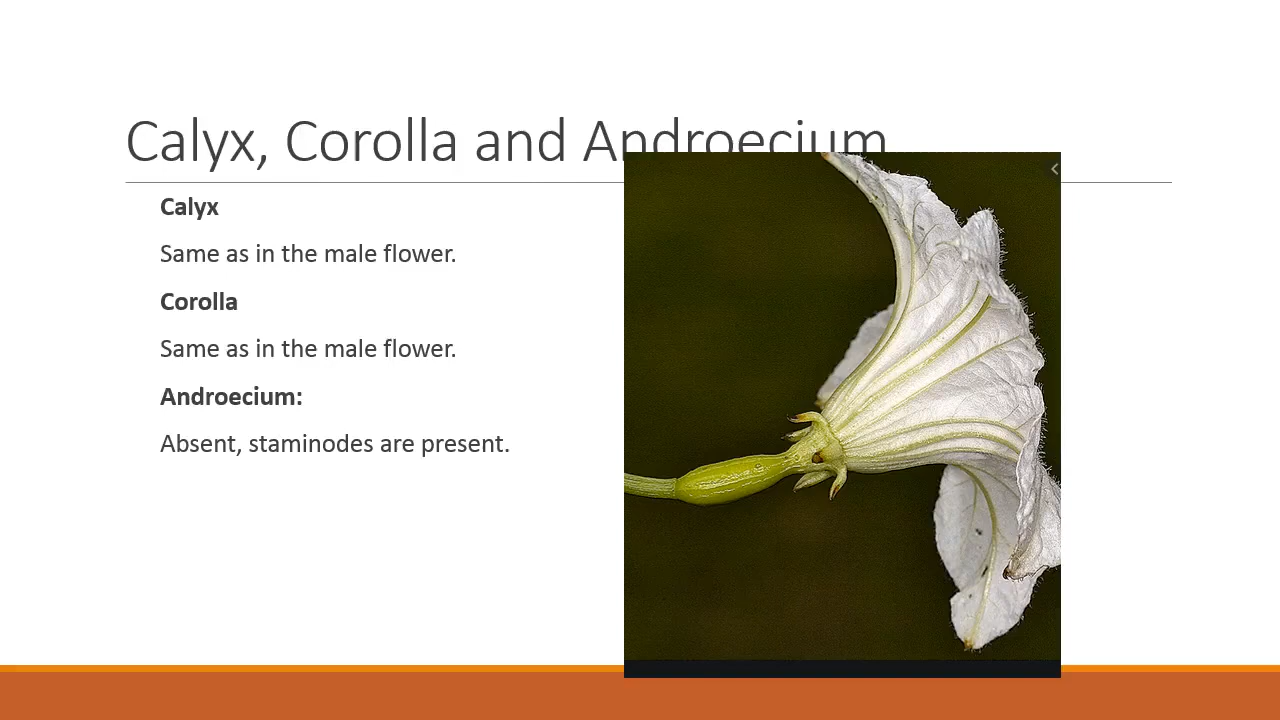 Calyx, Corolla and Androecium
Calyx
Same as in the male flower.
Corolla
Same as in the male flower.
Androecium:
Absent, staminodes are present.